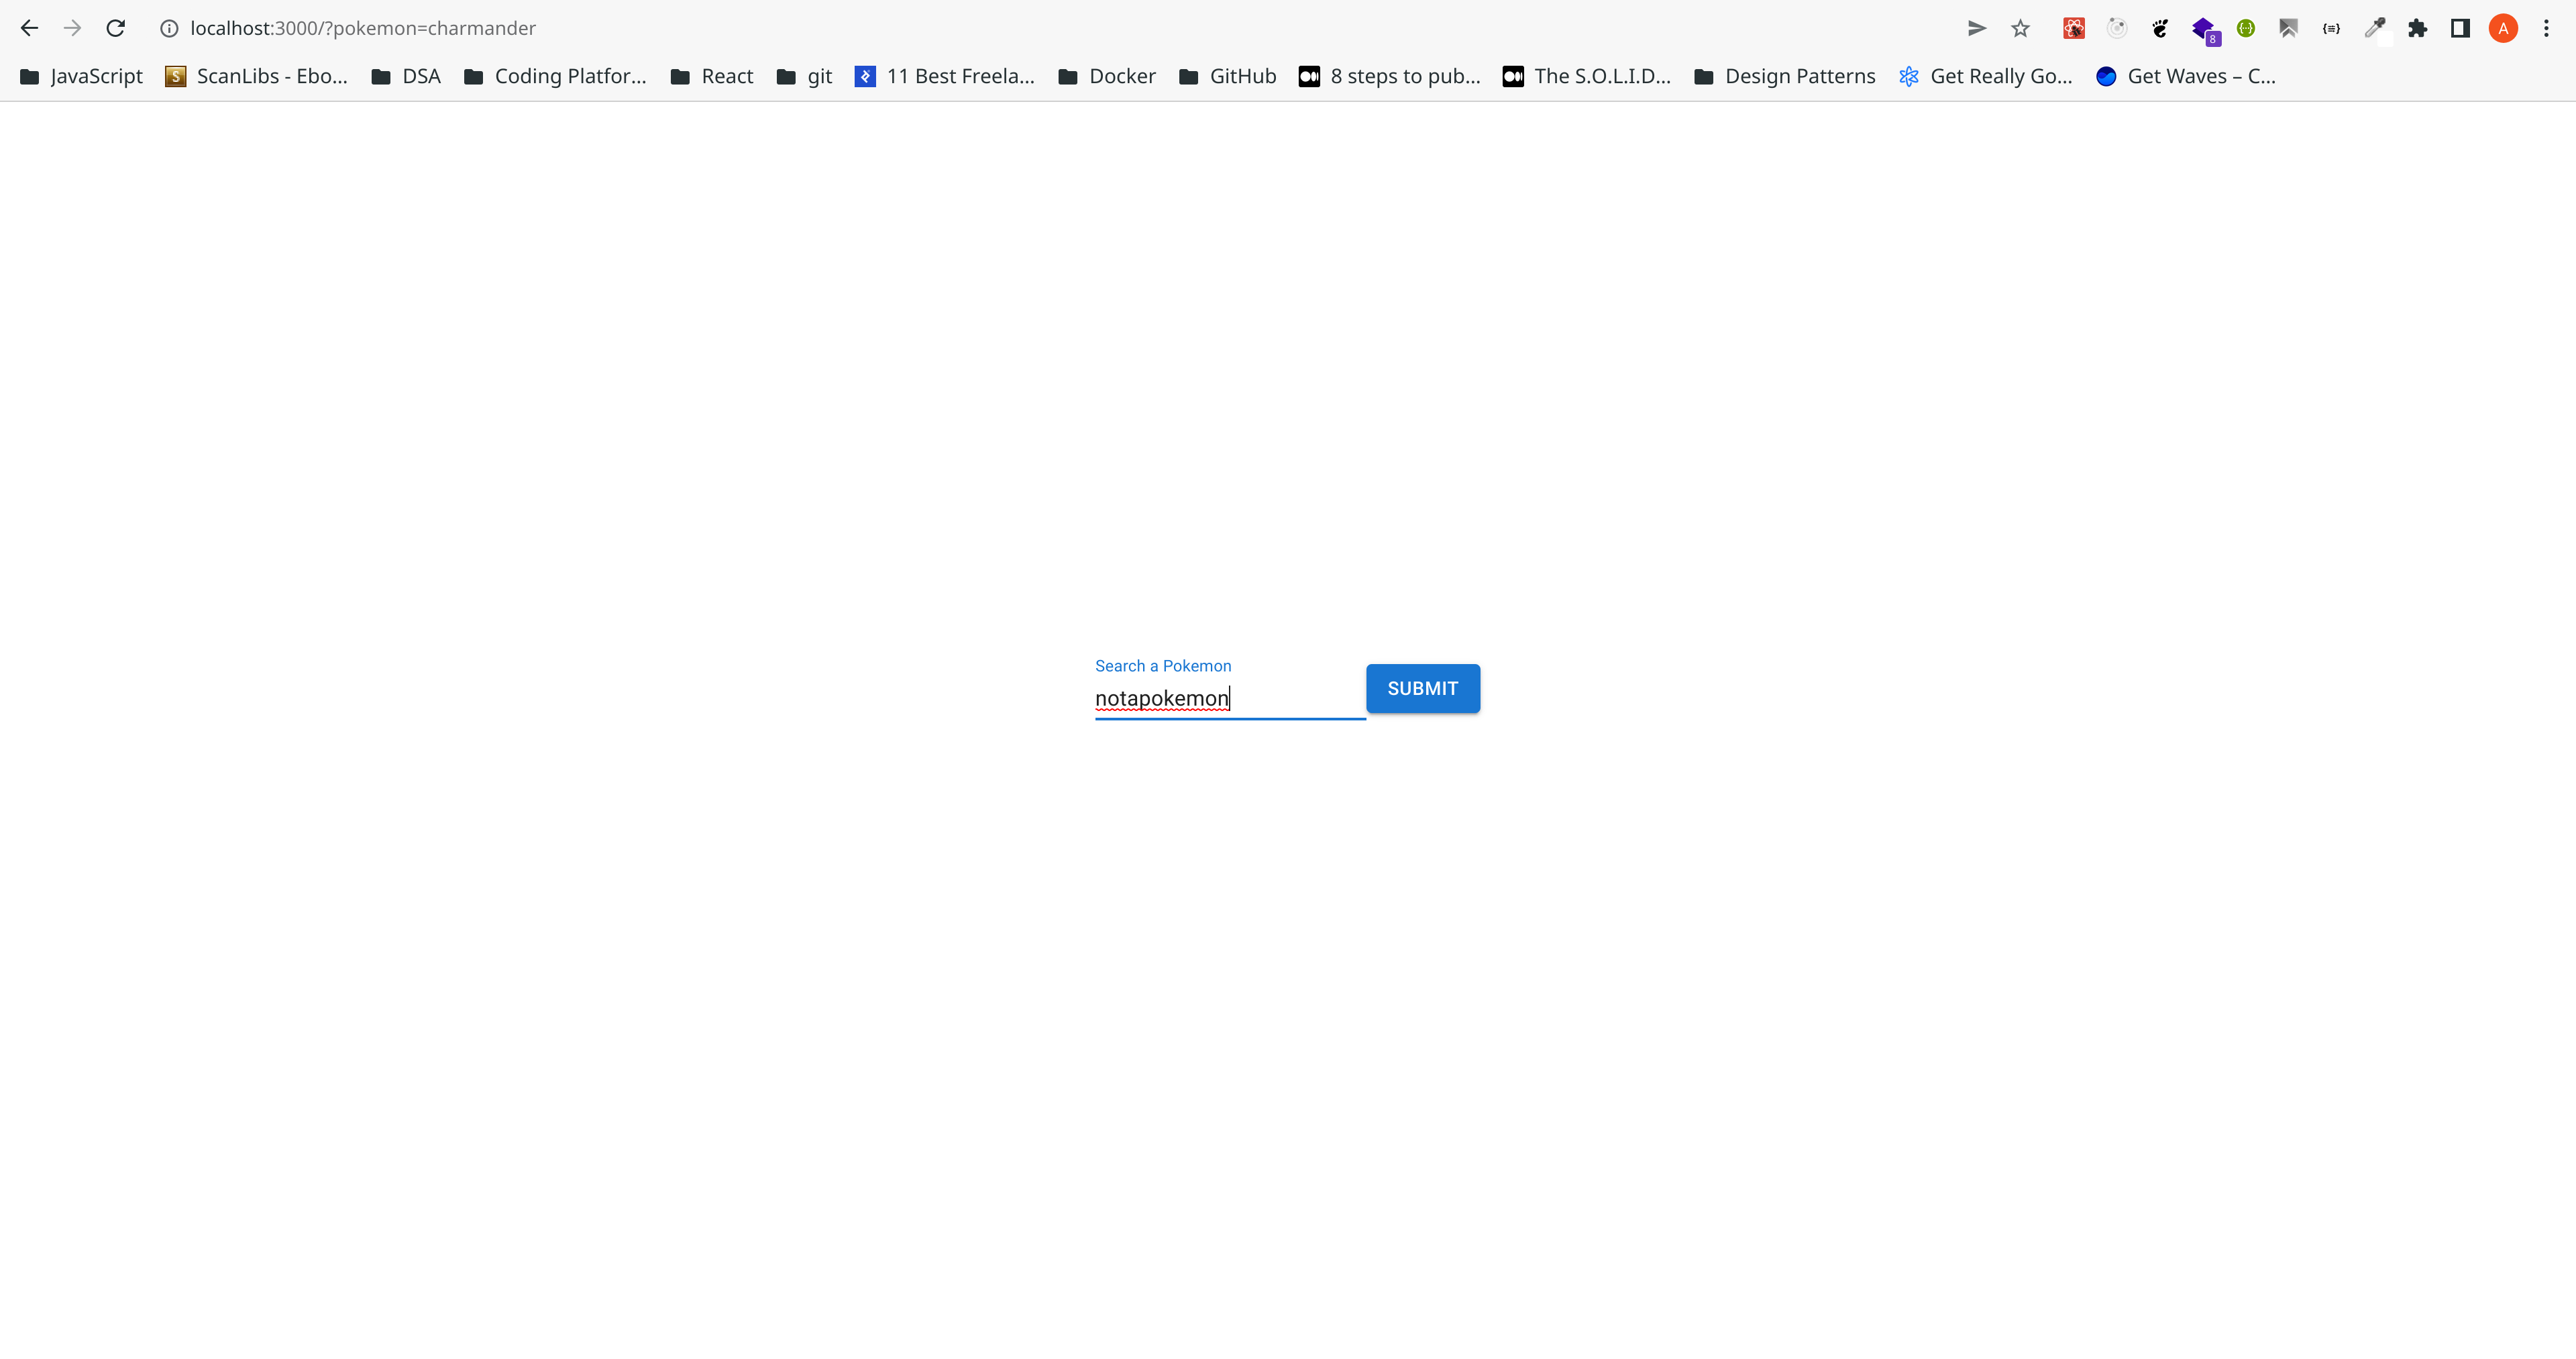 localhost:3000/?pokemon=charmander
8
A
JavaScript S ScanLibs - Ebo... DSA Coding Platfor... React git 11 Best Freela... Docker GitHub 8 steps to pub... The S.O.L.I.D... Design Patterns Get Really Go... Get Waves – C...
Search a Pokemon
notapokemon
SUBMIT